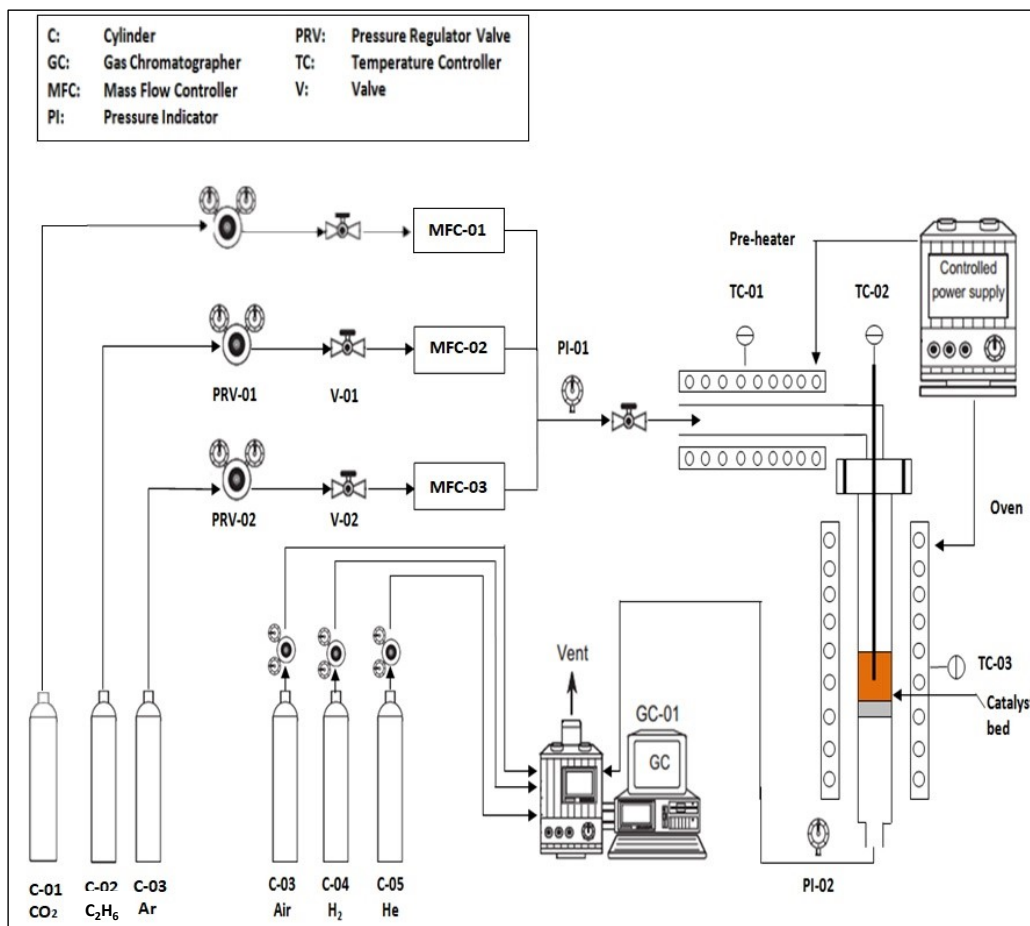 C: Cylinder PRV: Pressure Regulator Valve
GC: Gas Chromatographer TC: Temperature Controller
MFC: Mass Flow Controller V: Valve
PI: Pressure Indicator
MFC-01
Pre-heater
Controlled
power supply
TC-01
TC-02
MFC-02
PI-01
PRV-01
V-01
MFC-03
PRV-02
V-02
Oven
TC-03
Catalyst
bed
Vent
GC-01
GC
PI-02
C-01
CO₂
C-02
C₂H₆
C-03
Ar
C-03
Air
C-04
H₂
C-05
He